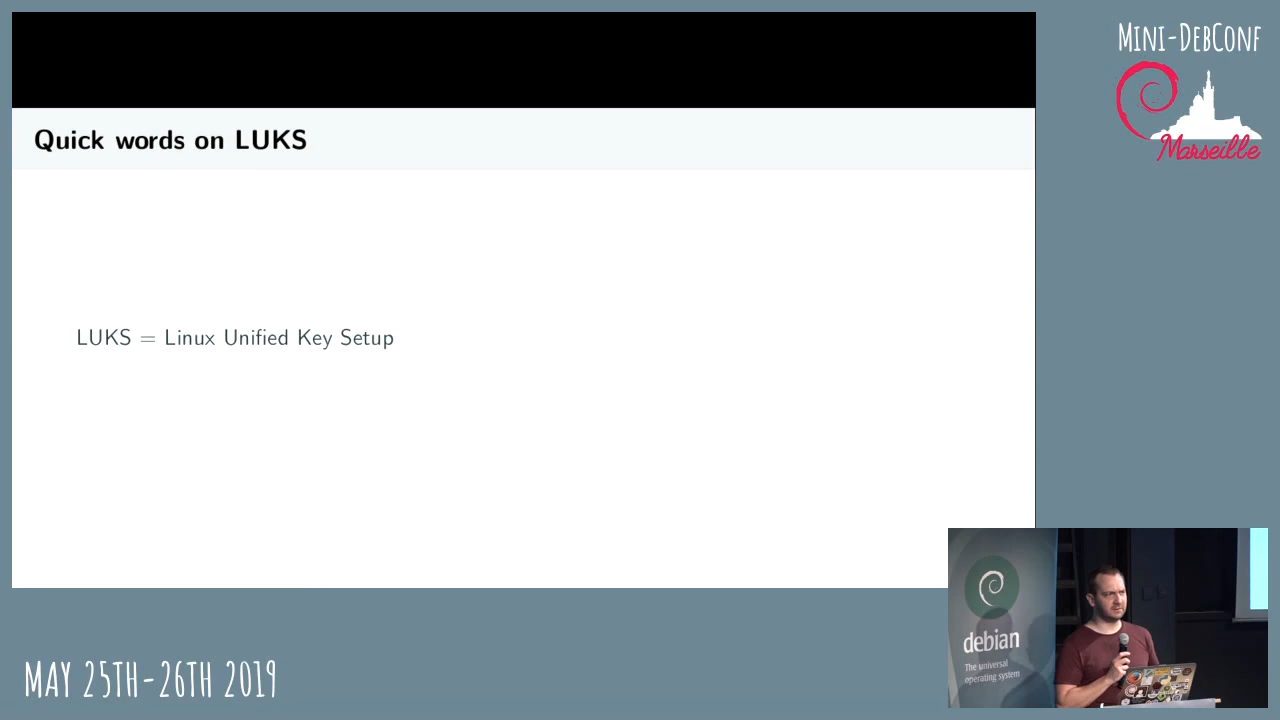 MINI-DEBCONF
Marseille
Quick words on LUKS
LUKS = Linux Unified Key Setup
debian
The universal
operating system
MAY 25TH-26TH 2019